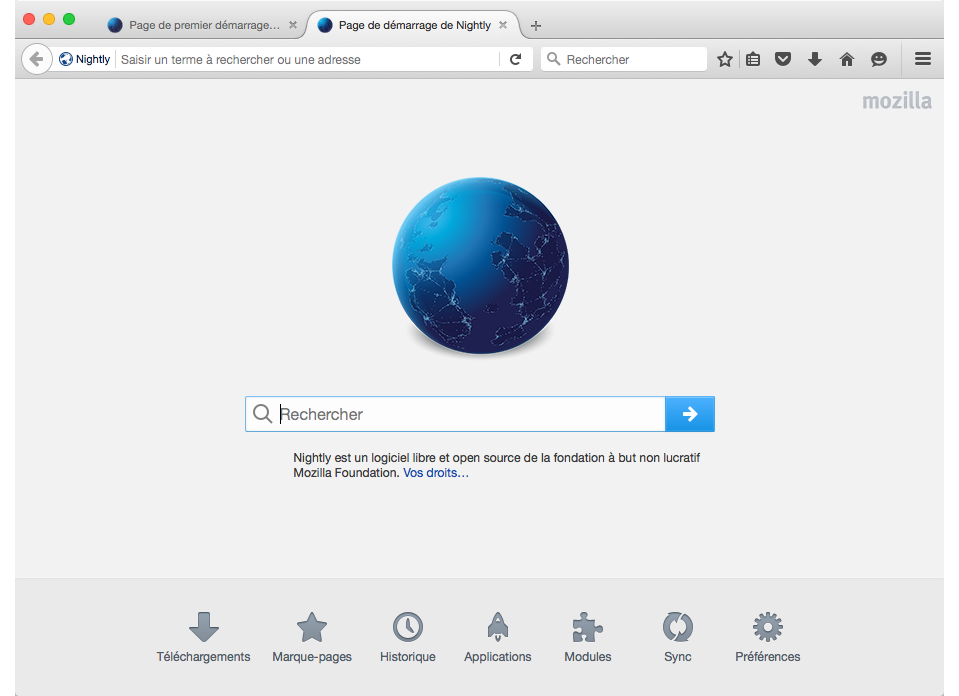 Page de premier démarrage…
Page de démarrage de Nightly
Nightly
Saisir un terme à rechercher ou une adresse
Rechercher
mozilla
Rechercher
Nightly est un logiciel libre et open source de la fondation à but non lucratif
Mozilla Foundation. Vos droits…
Téléchargements
Marque-pages
Historique
Applications
Modules
Sync
Préférences